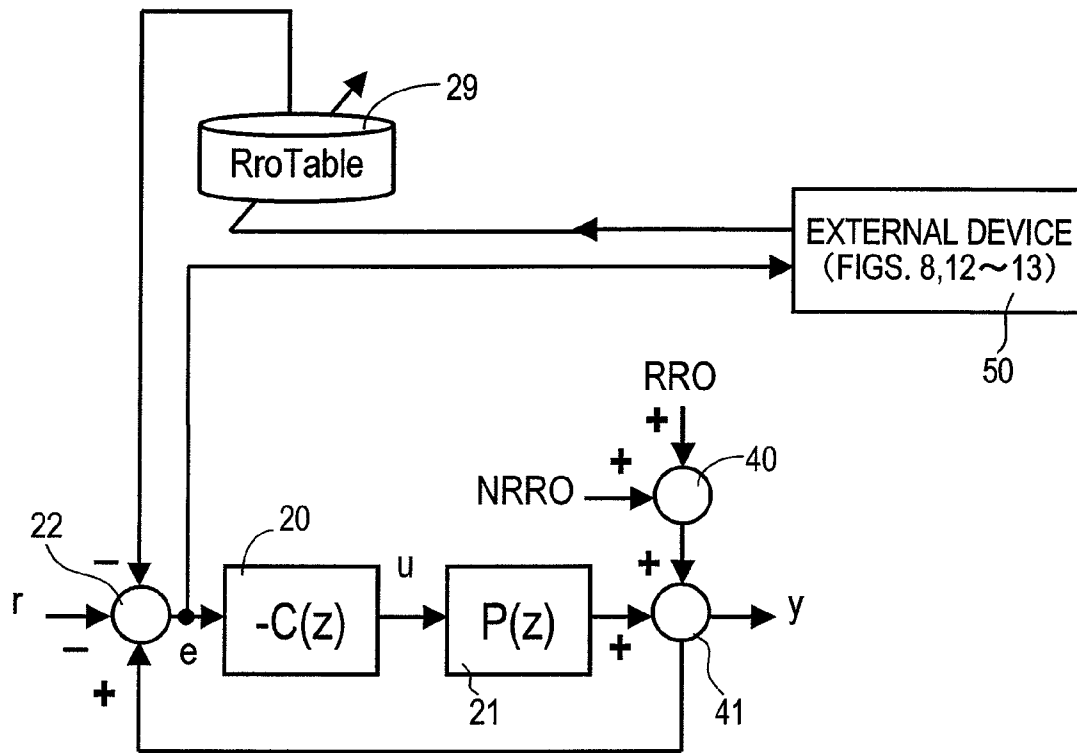 29
RroTable
EXTERNAL DEVICE
(FIGS. 8,12～13)
50
RRO
+
+
40
NRRO
22
20
−
u
+
r
-C(z)
P(z)
y
−
e
+
+
21
41